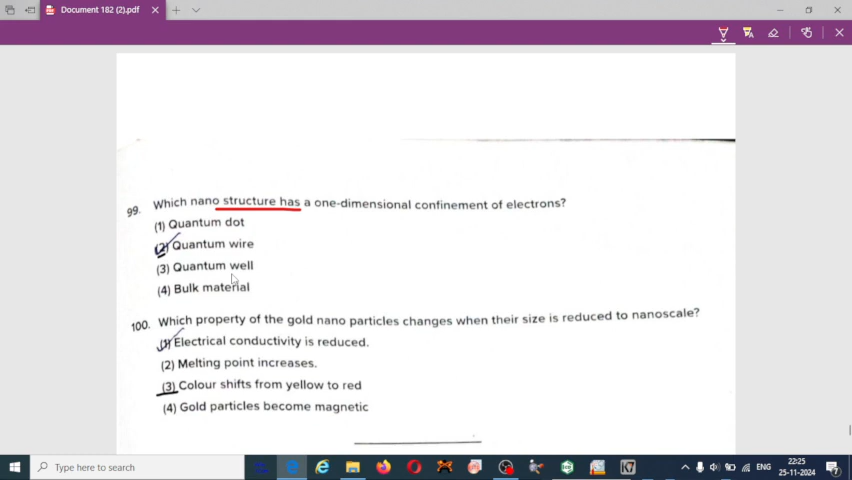 Document 182 (2).pdf
99. Which nano structure has a one-dimensional confinement of electrons?
(1) Quantum dot
(2) Quantum wire
(3) Quantum well
(4) Bulk material
100. Which property of the gold nano particles changes when their size is reduced to nanoscale?
(1) Electrical conductivity is reduced.
(2) Melting point increases.
(3) Colour shifts from yellow to red
(4) Gold particles become magnetic
Type here to search
ENG
22:25
25-11-2024